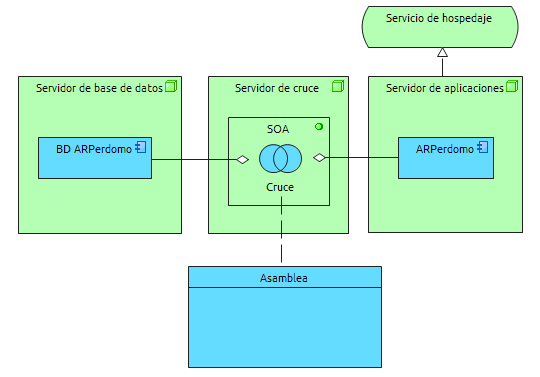 Servicio de hospedaje
Servidor de base de datos
Servidor de cruce
Servidor de aplicaciones
SOA
BD ARPerdomo
ARPerdomo
Cruce
Asamblea